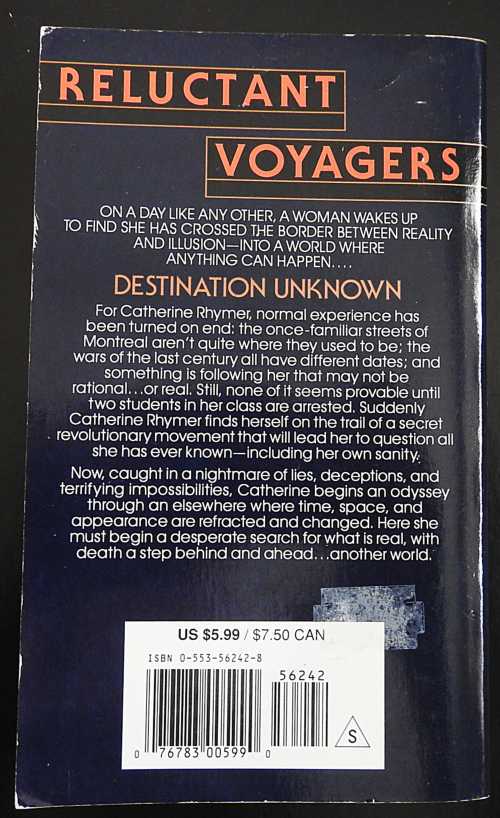 RELUCTANT
VOYAGERS
ON A DAY LIKE ANY OTHER, A WOMAN WAKES UP
TO FIND SHE HAS CROSSED THE BORDER BETWEEN REALITY
AND ILLUSION—INTO A WORLD WHERE
ANYTHING CAN HAPPEN....
DESTINATION UNKNOWN
For Catherine Rhymer, normal experience has
been turned on end: the once-familiar streets of
Montreal aren't quite where they used to be; the
wars of the last century all have different dates; and
something is following her that may not be
rational...or real. Still, none of it seems provable until
two students in her class are arrested. Suddenly
Catherine Rhymer finds herself on the trail of a secret
revolutionary movement that will lead her to question all
she has ever known—including her own sanity.
Now, caught in a nightmare of lies, deceptions, and
terrifying impossibilities, Catherine begins an odyssey
through an elsewhere where time, space, and
appearance are refracted and changed. Here she
must begin a desperate search for what is real, with
death a step behind and ahead...another world.
US $5.99 / $7.50 CAN
ISBN 0-553-56242-8
56242
0 76783 00599 0
S